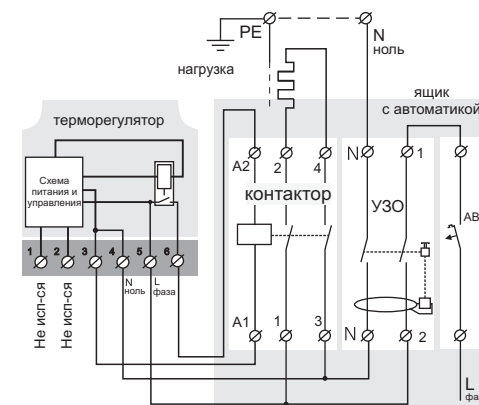 PE
N
ноль
нагрузка
ящик
с автоматикой
терморегулятор
A2
2
4
N
1
Схема
питания и
управления
контактор
УЗО
АВ
1
2
3
4
5
6
N
ноль
L
фаза
Не исп-ся
Не исп-ся
A1
1
3
N
2
L